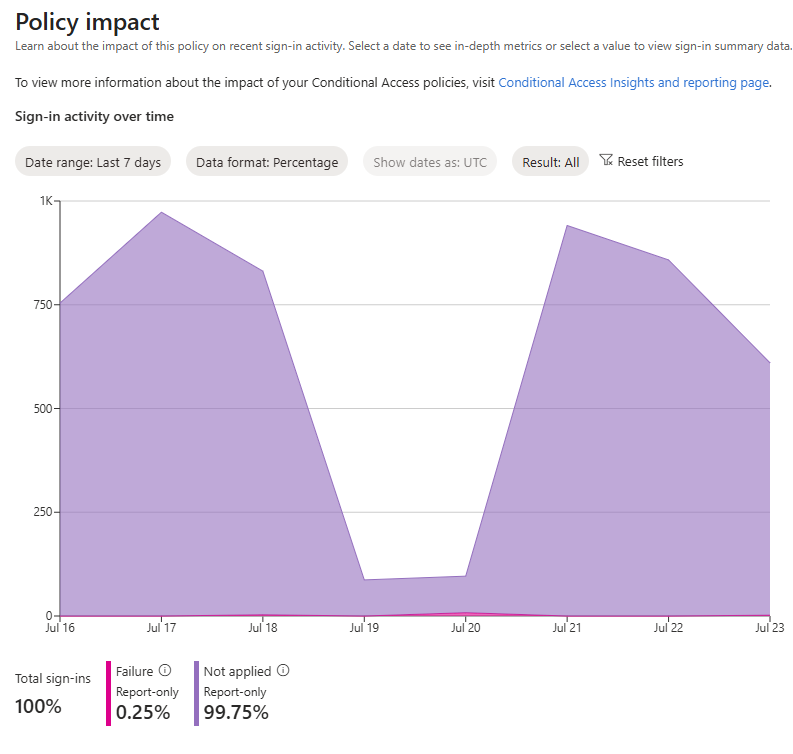 Policy impact
Learn about the impact of this policy on recent sign-in activity. Select a date to see in-depth metrics or select a value to view sign-in summary data.
To view more information about the impact of your Conditional Access policies, visit Conditional Access Insights and reporting page.
Sign-in activity over time
Date range: Last 7 days Data format: Percentage Show dates as: UTC Result: All Reset filters
1K
750
500
250
0
Jul 16 Jul 17 Jul 18 Jul 19 Jul 20 Jul 21 Jul 22 Jul 23
Total sign-ins
100%
Failure
Report-only
0.25%
Not applied
Report-only
99.75%